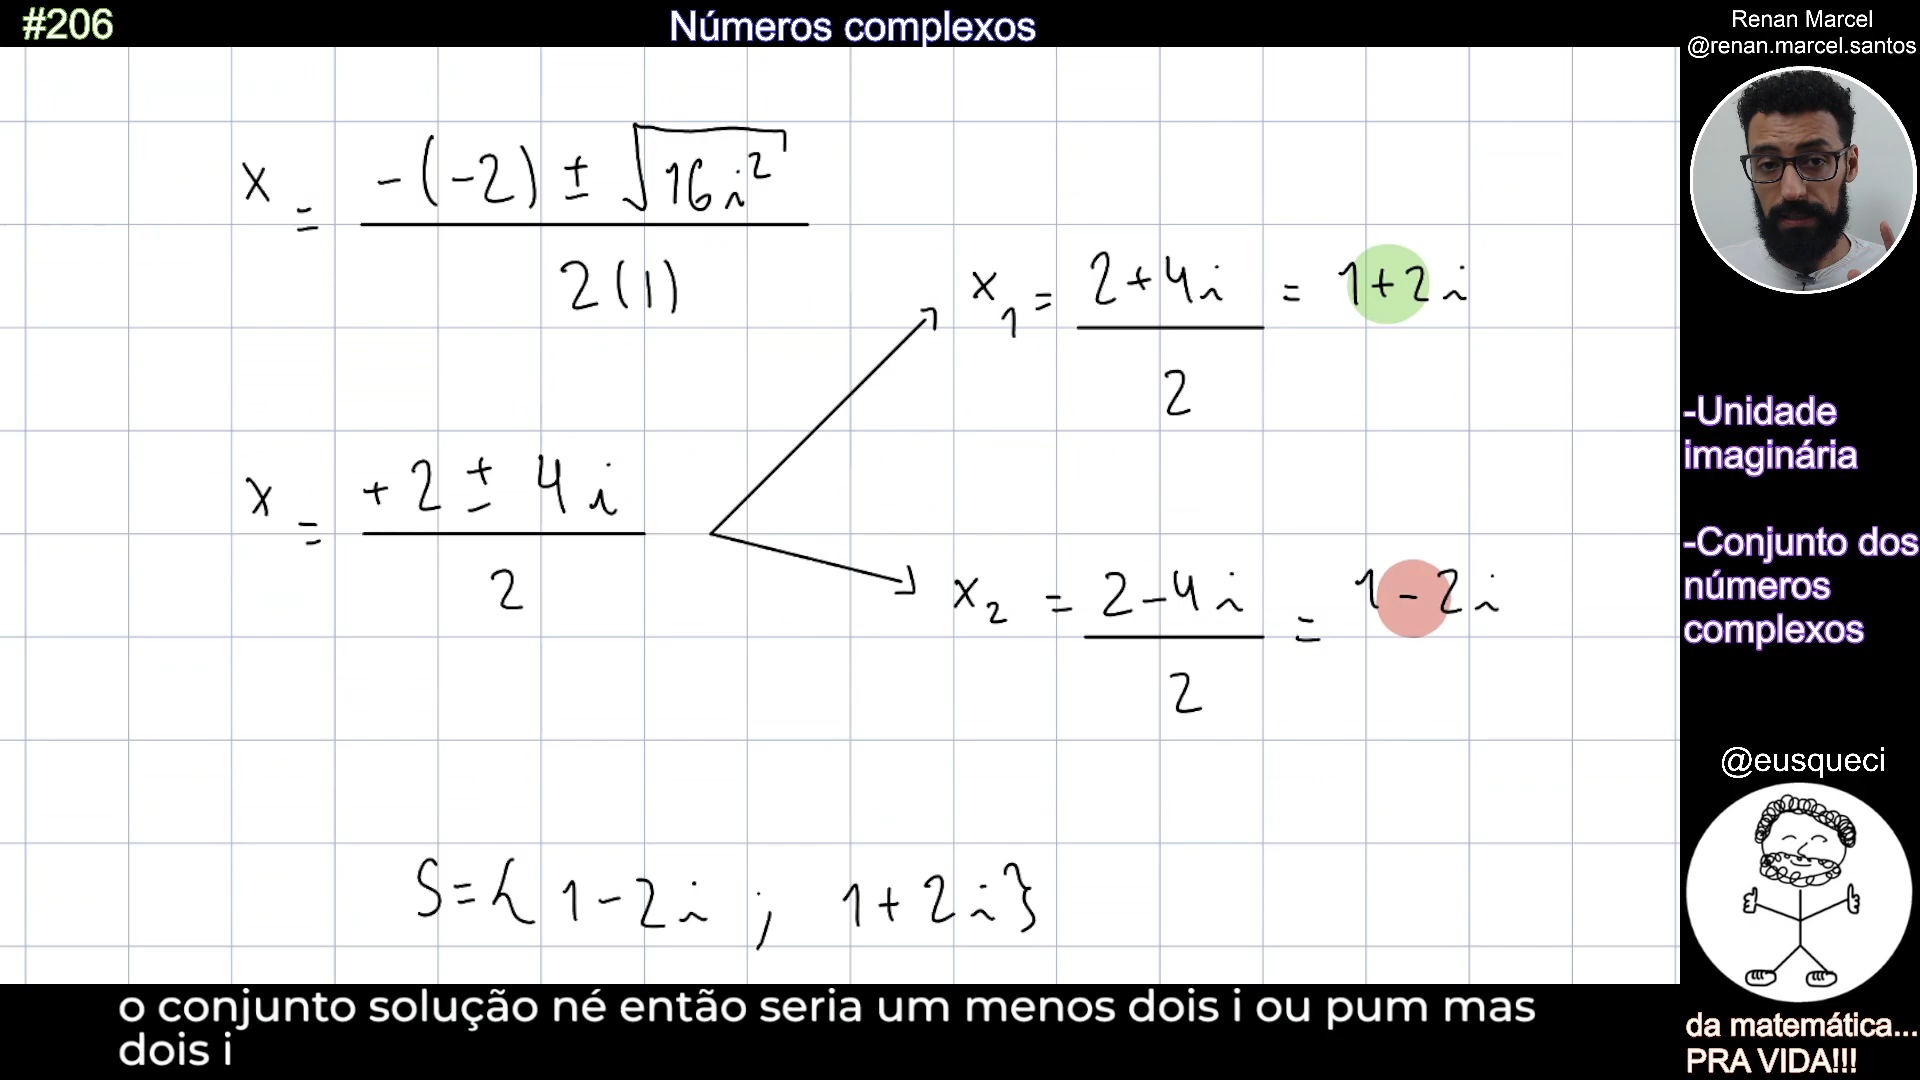 #206
Números complexos
Renan Marcel
@renan.marcel.santos
x = -(-2) ± √16i²
2(1)
x₁ = 2+4i = 1+2i
2
x = +2 ± 4i
2
x₂ = 2-4i = 1-2i
2
S={ 1-2i ; 1+2i}
-Unidade
imaginária
-Conjunto dos
números
complexos
@eusqueci
da matemática...
PRA VIDA!!!
o conjunto solução né então seria um menos dois i ou pum mas
dois i